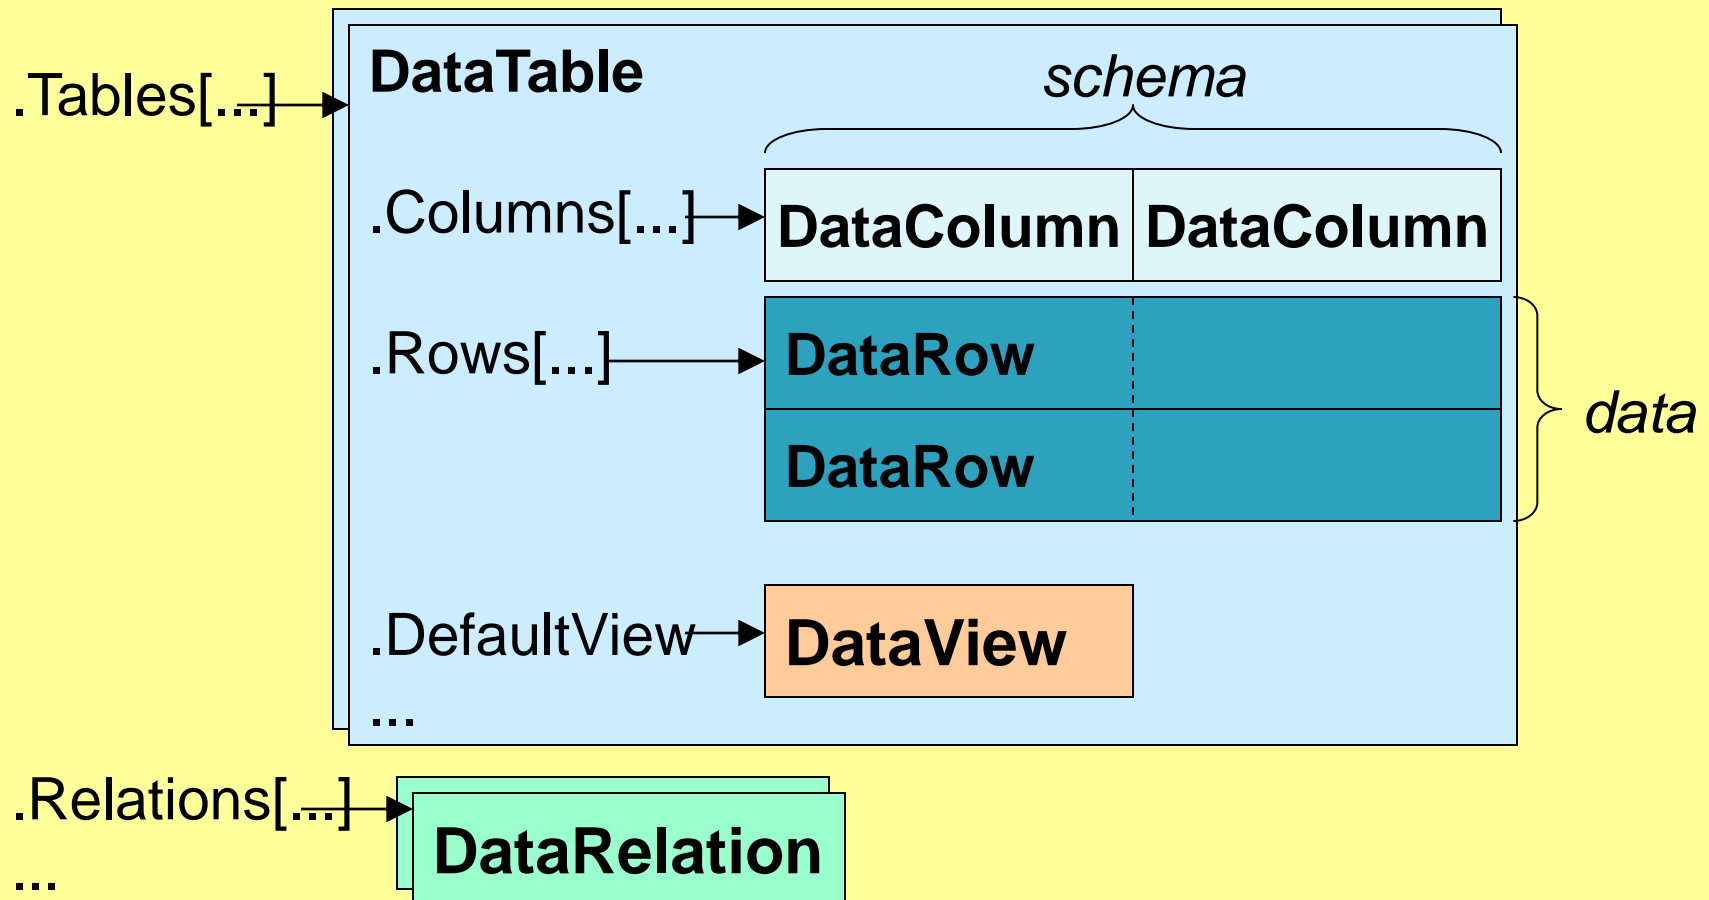 DataTable
schema
.Tables[...]
.Columns[...]
DataColumn DataColumn
.Rows[...]
DataRow
data
DataRow
.DefaultView
DataView
...
.Relations[...]
DataRelation
...